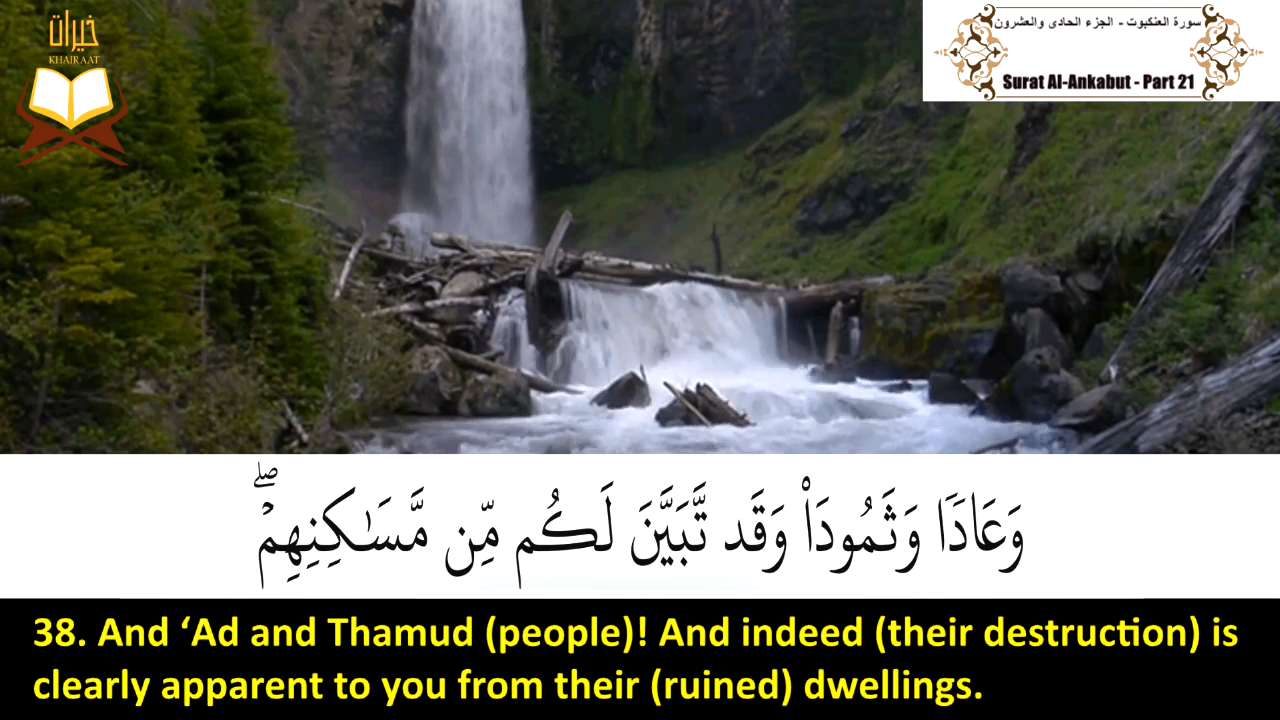 خيرات
KHAIRAAT
سورة العنكبوت - الجزء الحادى والعشرون
Surat Al-Ankabut - Part 21
وَعَادًا وَثَمُودَا۟ وَقَد تَّبَيَّنَ لَكُم مِّن مَّسَـٰكِنِهِمْ ۖ
38. And ‘Ad and Thamud (people)! And indeed (their destruction) is
clearly apparent to you from their (ruined) dwellings.